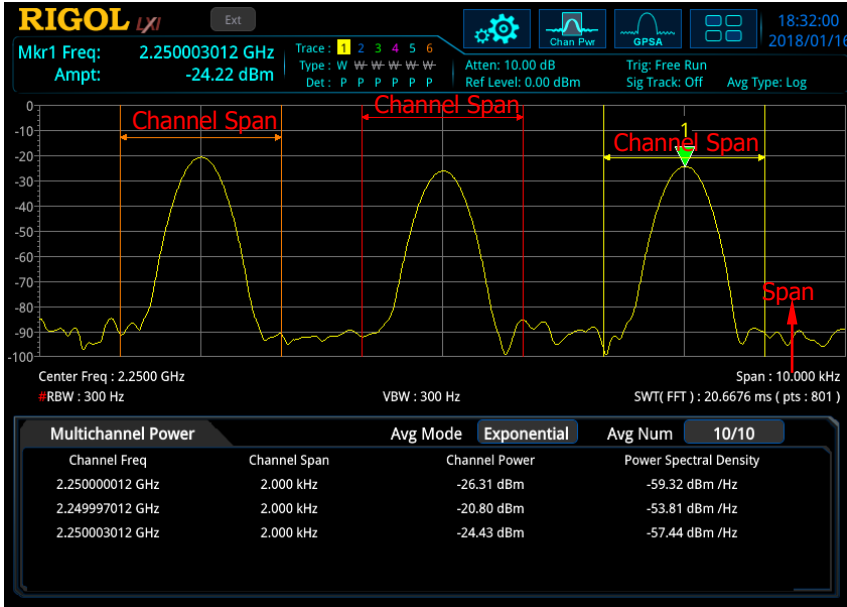 RIGOL LXI Ext
18:32:00
2018/01/16
Chan Pwr GPSA
Mkr1 Freq: 2.250003012 GHz
Ampt: -24.22 dBm
Trace : 1 2 3 4 5 6
Type : W W W W W W
Det : P P P P P P
Atten: 10.00 dB
Ref Level: 0.00 dBm
Trig: Free Run
Sig Track: Off Avg Type: Log
0
-10
-20
-30
-40
-50
-60
-70
-80
-90
-100
Channel Span
Channel Span
Channel Span
1
Span
Center Freq : 2.2500 GHz Span : 10.000 kHz
#RBW : 300 Hz VBW : 300 Hz SWT( FFT ) : 20.6676 ms ( pts : 801 )
Multichannel Power Avg Mode Exponential Avg Num 10/10
Channel Freq Channel Span Channel Power Power Spectral Density
2.250000012 GHz 2.000 kHz -26.31 dBm -59.32 dBm /Hz
2.249997012 GHz 2.000 kHz -20.80 dBm -53.81 dBm /Hz
2.250003012 GHz 2.000 kHz -24.43 dBm -57.44 dBm /Hz